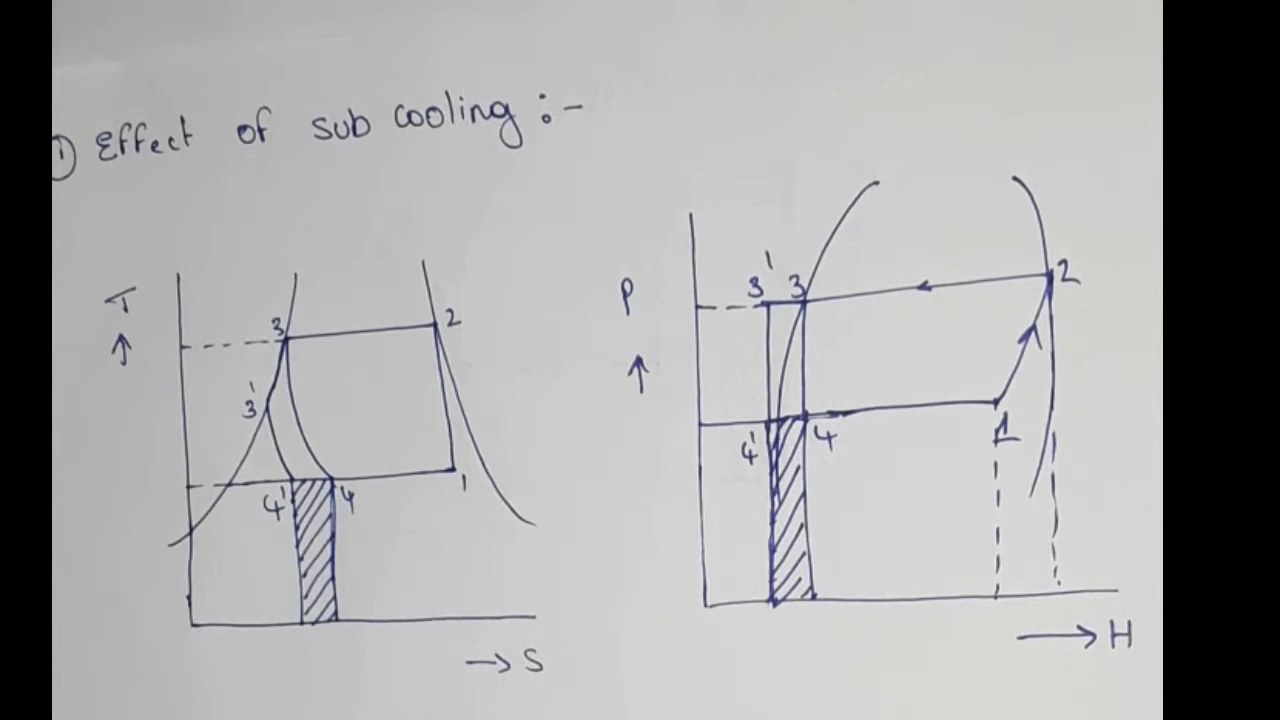 ① Effect of sub cooling :-
T
↑
3
2
3'
4'
4
1
→ S
P
↑
3'
3
2
4'
4
1
→ H